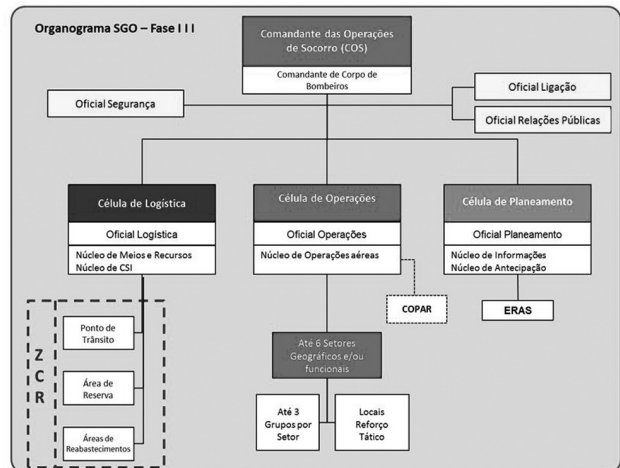 Organograma SGO – Fase I I I
Comandante das Operações
de Socorro (COS)
Comandante de Corpo de
Bombeiros
Oficial Segurança
Oficial Ligação
Oficial Relações Públicas
Célula de Logística
Oficial Logística
Núcleo de Meios e Recursos
Núcleo de CSI
Célula de Operações
Oficial Operações
Núcleo de Operações aéreas
Célula de Planeamento
Oficial Planeamento
Núcleo de Informações
Núcleo de Antecipação
COPAR
ERAS
Z
C
R
Ponto de
Trânsito
Área de
Reserva
Áreas de
Reabastecimentos
Até 6 Setores
Geográficos e/ou
funcionais
Até 3
Grupos por
Setor
Locais
Reforço
Tático